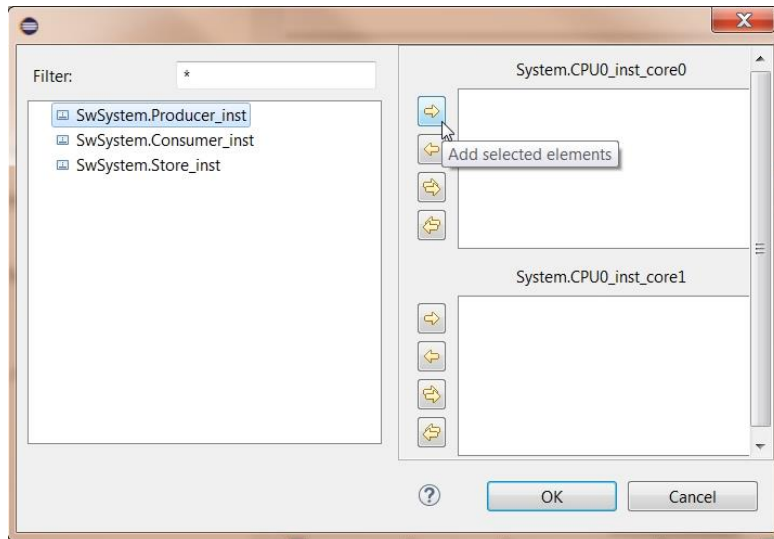 Filter:
*
SwSystem.Producer_inst
SwSystem.Consumer_inst
SwSystem.Store_inst
System.CPU0_inst_core0
Add selected elements
System.CPU0_inst_core1
OK
Cancel